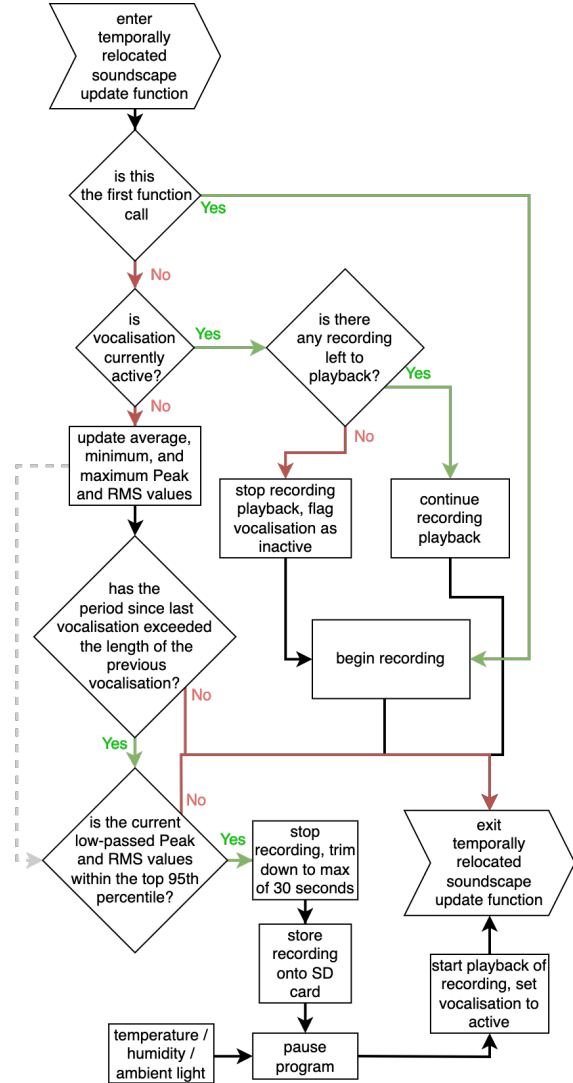 enter
temporally
relocated
soundscape
update function
is this
the first function
call
Yes
No
is
vocalisation
currently
active?
Yes
is there
any recording
left to
playback?
Yes
No
No
update average,
minimum, and
maximum Peak
and RMS values
stop recording
playback, flag
vocalisation as
inactive
continue
recording
playback
has the
period since last
vocalisation exceeded
the length of the
previous
vocalisation?
begin recording
No
Yes
No
is the current
low-passed Peak
and RMS values
within the top 95th
percentile?
Yes
stop
recording, trim
down to max
of 30 seconds
exit
temporally
relocated
soundscape
update function
store
recording
onto SD
card
start playback of
recording, set
vocalisation to
active
temperature /
humidity /
ambient light
pause
program